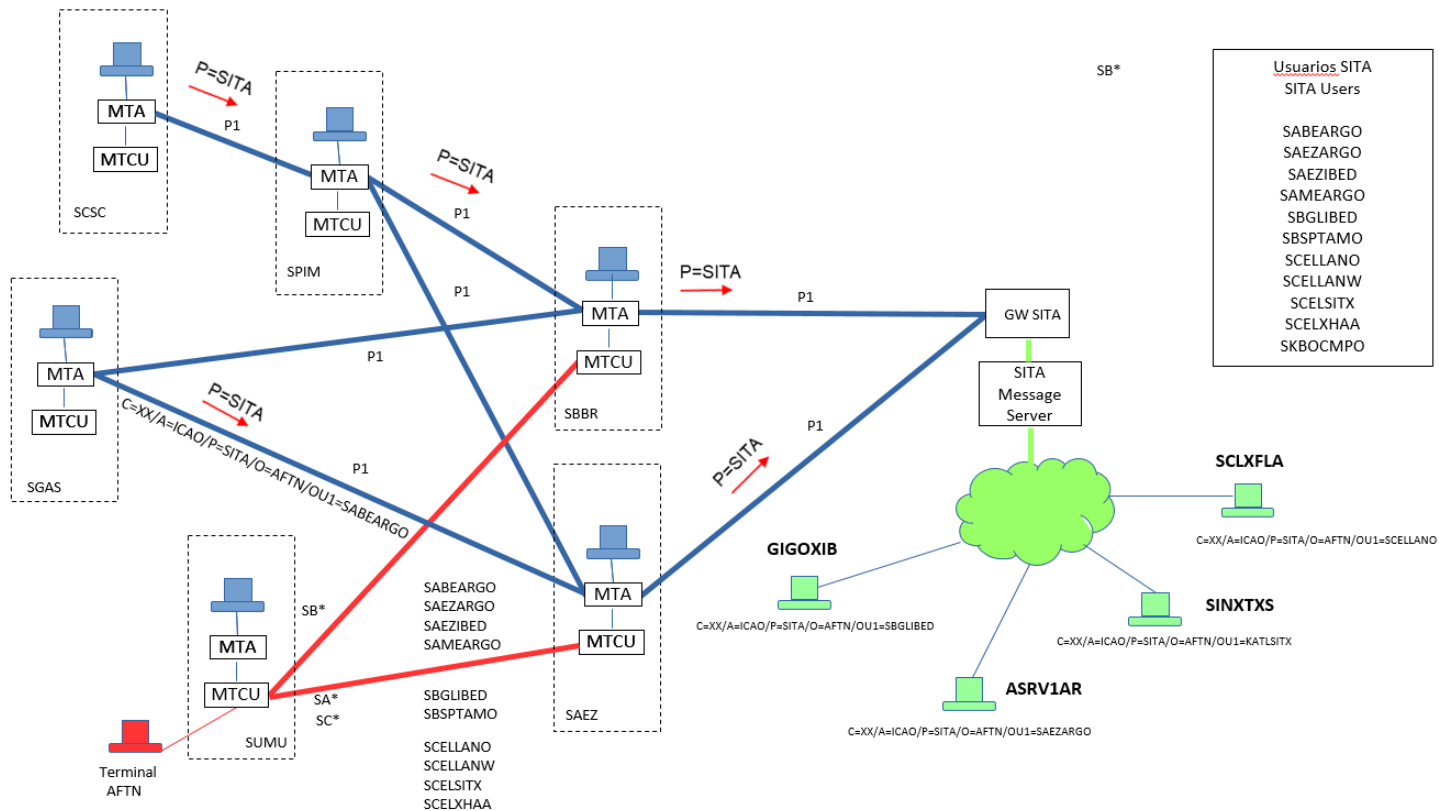 MTA
MTCU
SCSC
P=SITA
P1
MTA
MTCU
SPIM
P=SITA
P1
P1
SB*
Usuarios SITA
SITA Users
SABEARGO
SAEZARGO
SAEZIBED
SAMEARGO
SBGLIBED
SBSPTAMO
SCELLANO
SCELLANW
SCELSITX
SCELXHAA
SKBOCMPO
MTA
MTCU
SGAS
P1
P=SITA
C=XX/A=ICAO/P=SITA/O=AFTN/OU1=SABEARGO
P1
MTA
MTCU
SBBR
P=SITA
P1
GW SITA
SITA
Message
Server
P=SITA
P1
MTA
MTCU
SUMU
SB*
SA*
SC*
Terminal
AFTN
SABEARGO
SAEZARGO
SAEZIBED
SAMEARGO
SBGLIBED
SBSPTAMO
SCELLANO
SCELLANW
SCELSITX
SCELXHAA
MTA
MTCU
SAEZ
SCLXFLA
C=XX/A=ICAO/P=SITA/O=AFTN/OU1=SCELLANO
GIGOXIB
C=XX/A=ICAO/P=SITA/O=AFTN/OU1=SBGLIBED
SINXTXS
C=XX/A=ICAO/P=SITA/O=AFTN/OU1=KATLSITX
ASRV1AR
C=XX/A=ICAO/P=SITA/O=AFTN/OU1=SAEZARGO